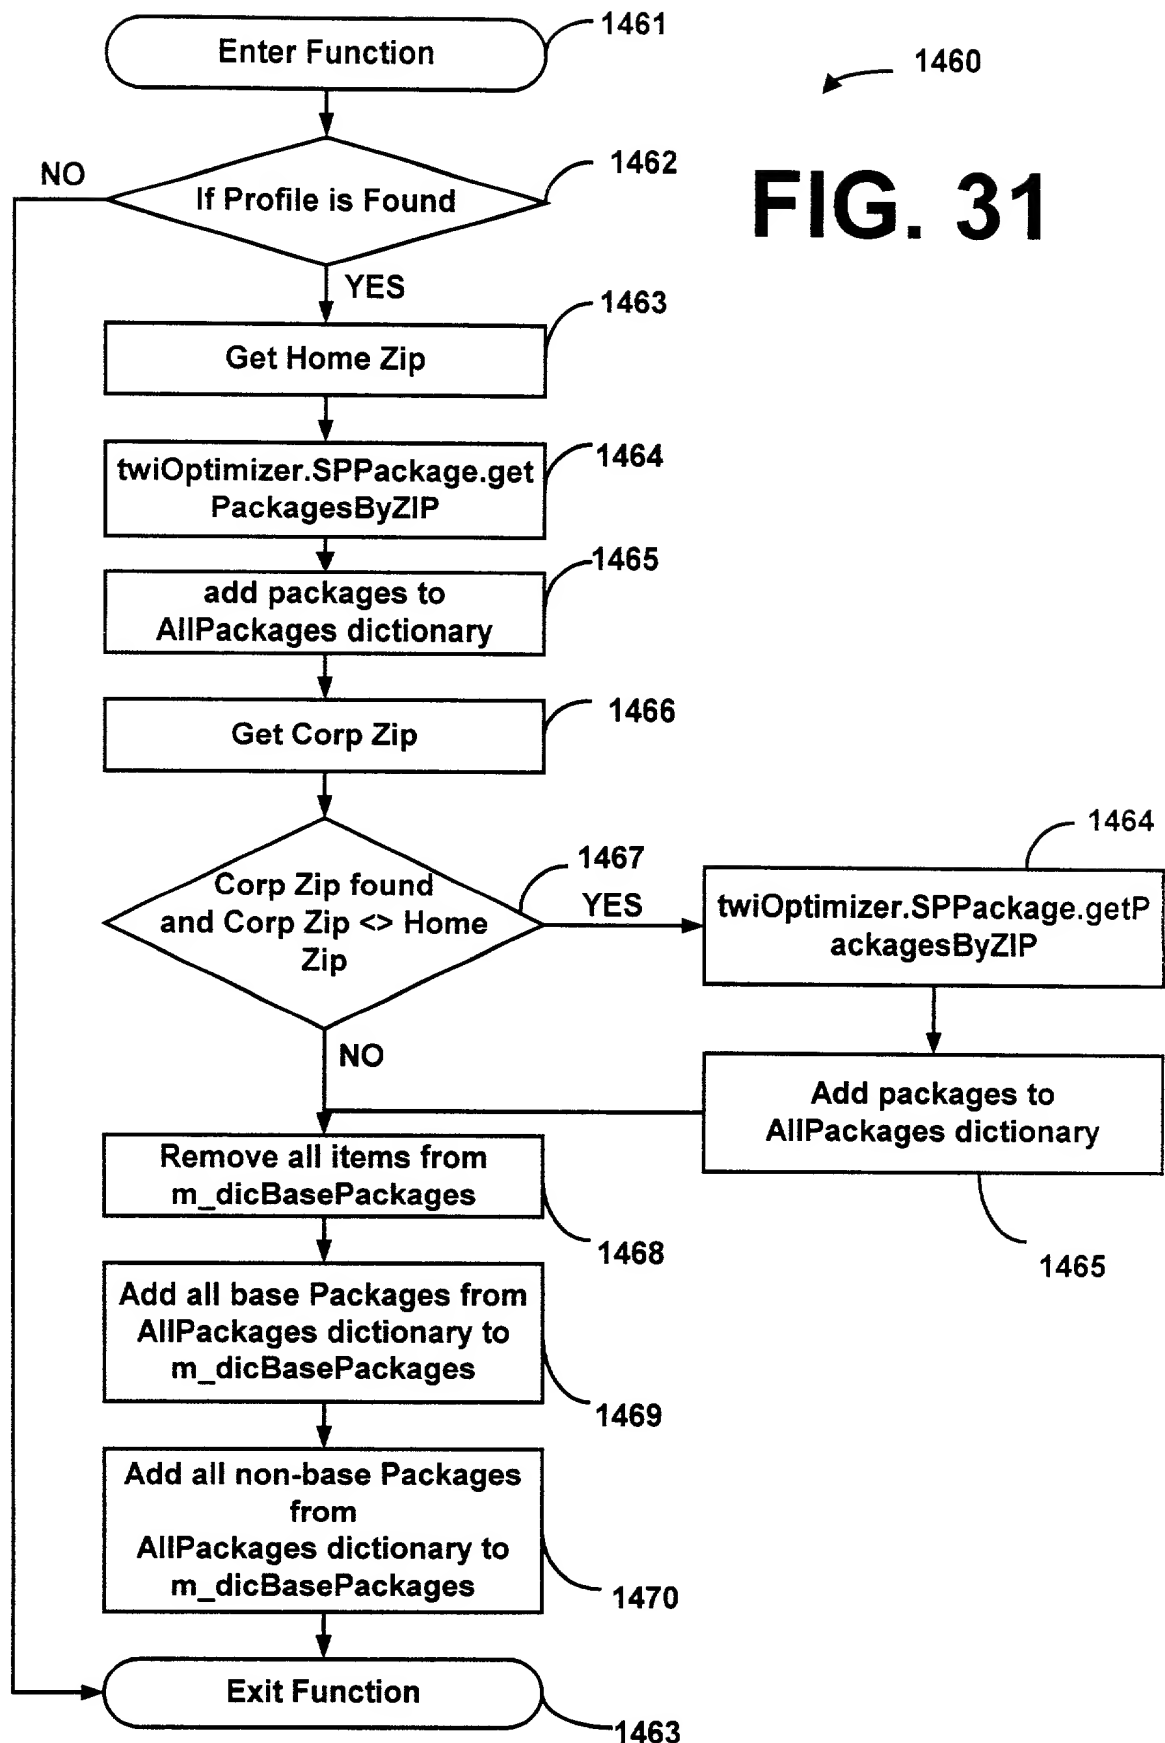 1461
Enter Function
1460
FIG. 31
NO
1462
If Profile is Found
YES
1463
Get Home Zip
1464
twiOptimizer.SPPackage.get
PackagesByZIP
1465
add packages to
AllPackages dictionary
1466
Get Corp Zip
1467
Corp Zip found
and Corp Zip <> Home
Zip
YES
1464
twiOptimizer.SPPackage.getP
ackagesByZIP
NO
Add packages to
AllPackages dictionary
1465
Remove all items from
m_dicBasePackages
1468
Add all base Packages from
AllPackages dictionary to
m_dicBasePackages
1469
Add all non-base Packages
from
AllPackages dictionary to
m_dicBasePackages
1470
Exit Function
1463